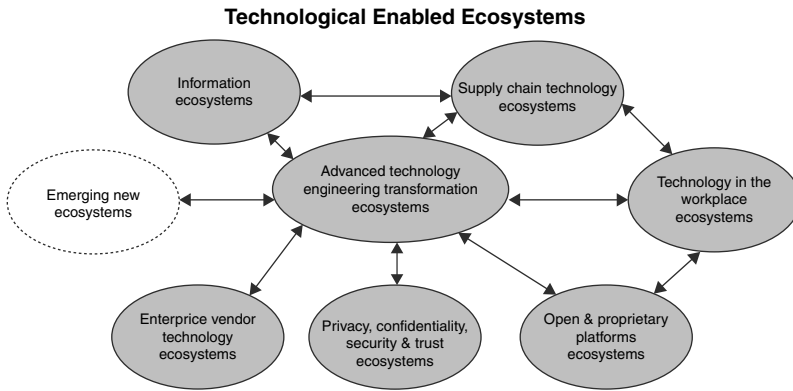 Technological Enabled Ecosystems
Information
ecosystems
Supply chain technology
ecosystems
Advanced technology
engineering transformation
ecosystems
Emerging new
ecosystems
Technology in the
workplace
ecosystems
Enterprice vendor
technology
ecosystems
Privacy, confidentiality,
security & trust
ecosystems
Open & proprietary
platforms
ecosystems